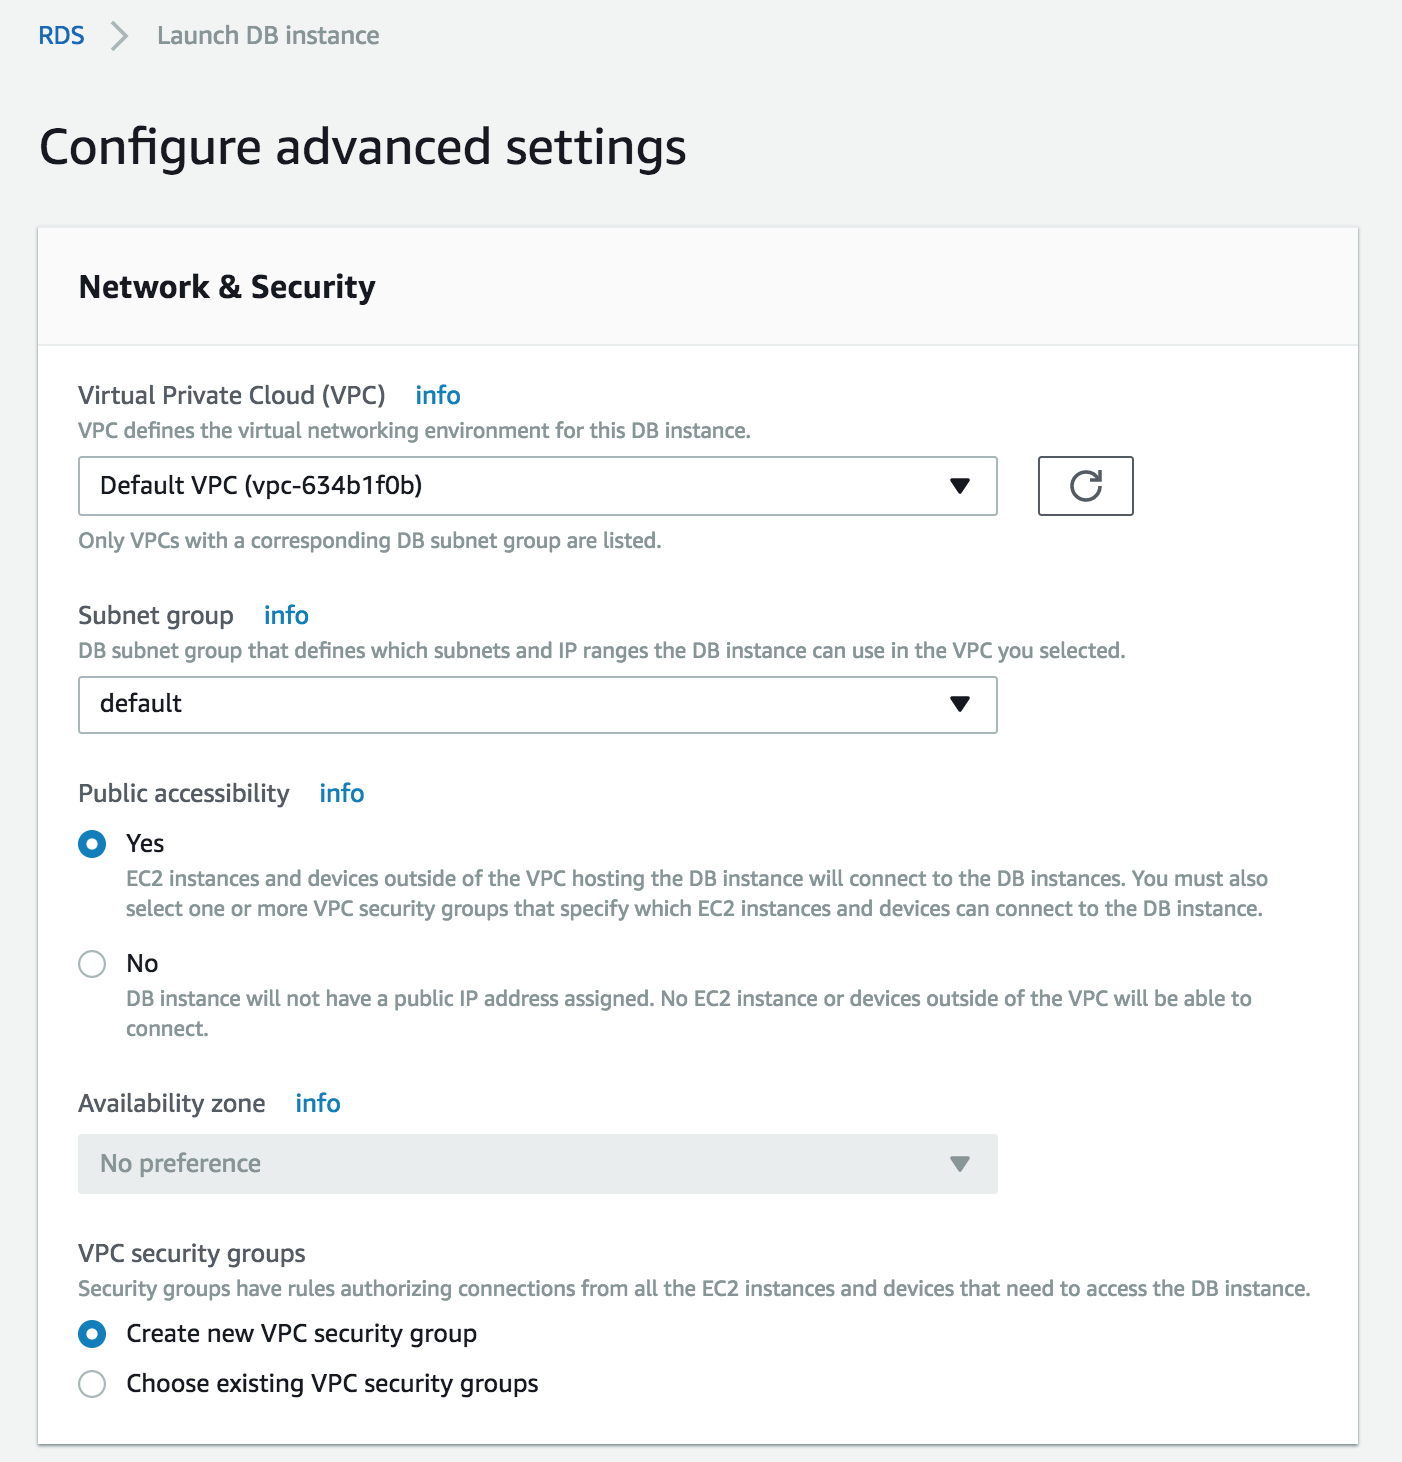 RDS > Launch DB instance
Configure advanced settings
Network & Security
Virtual Private Cloud (VPC) info
VPC defines the virtual networking environment for this DB instance.
Default VPC (vpc-634b1f0b)
Only VPCs with a corresponding DB subnet group are listed.
Subnet group info
DB subnet group that defines which subnets and IP ranges the DB instance can use in the VPC you selected.
default
Public accessibility info
Yes
EC2 instances and devices outside of the VPC hosting the DB instance will connect to the DB instances. You must also
select one or more VPC security groups that specify which EC2 instances and devices can connect to the DB instance.
No
DB instance will not have a public IP address assigned. No EC2 instance or devices outside of the VPC will be able to
connect.
Availability zone info
No preference
VPC security groups
Security groups have rules authorizing connections from all the EC2 instances and devices that need to access the DB instance.
Create new VPC security group
Choose existing VPC security groups